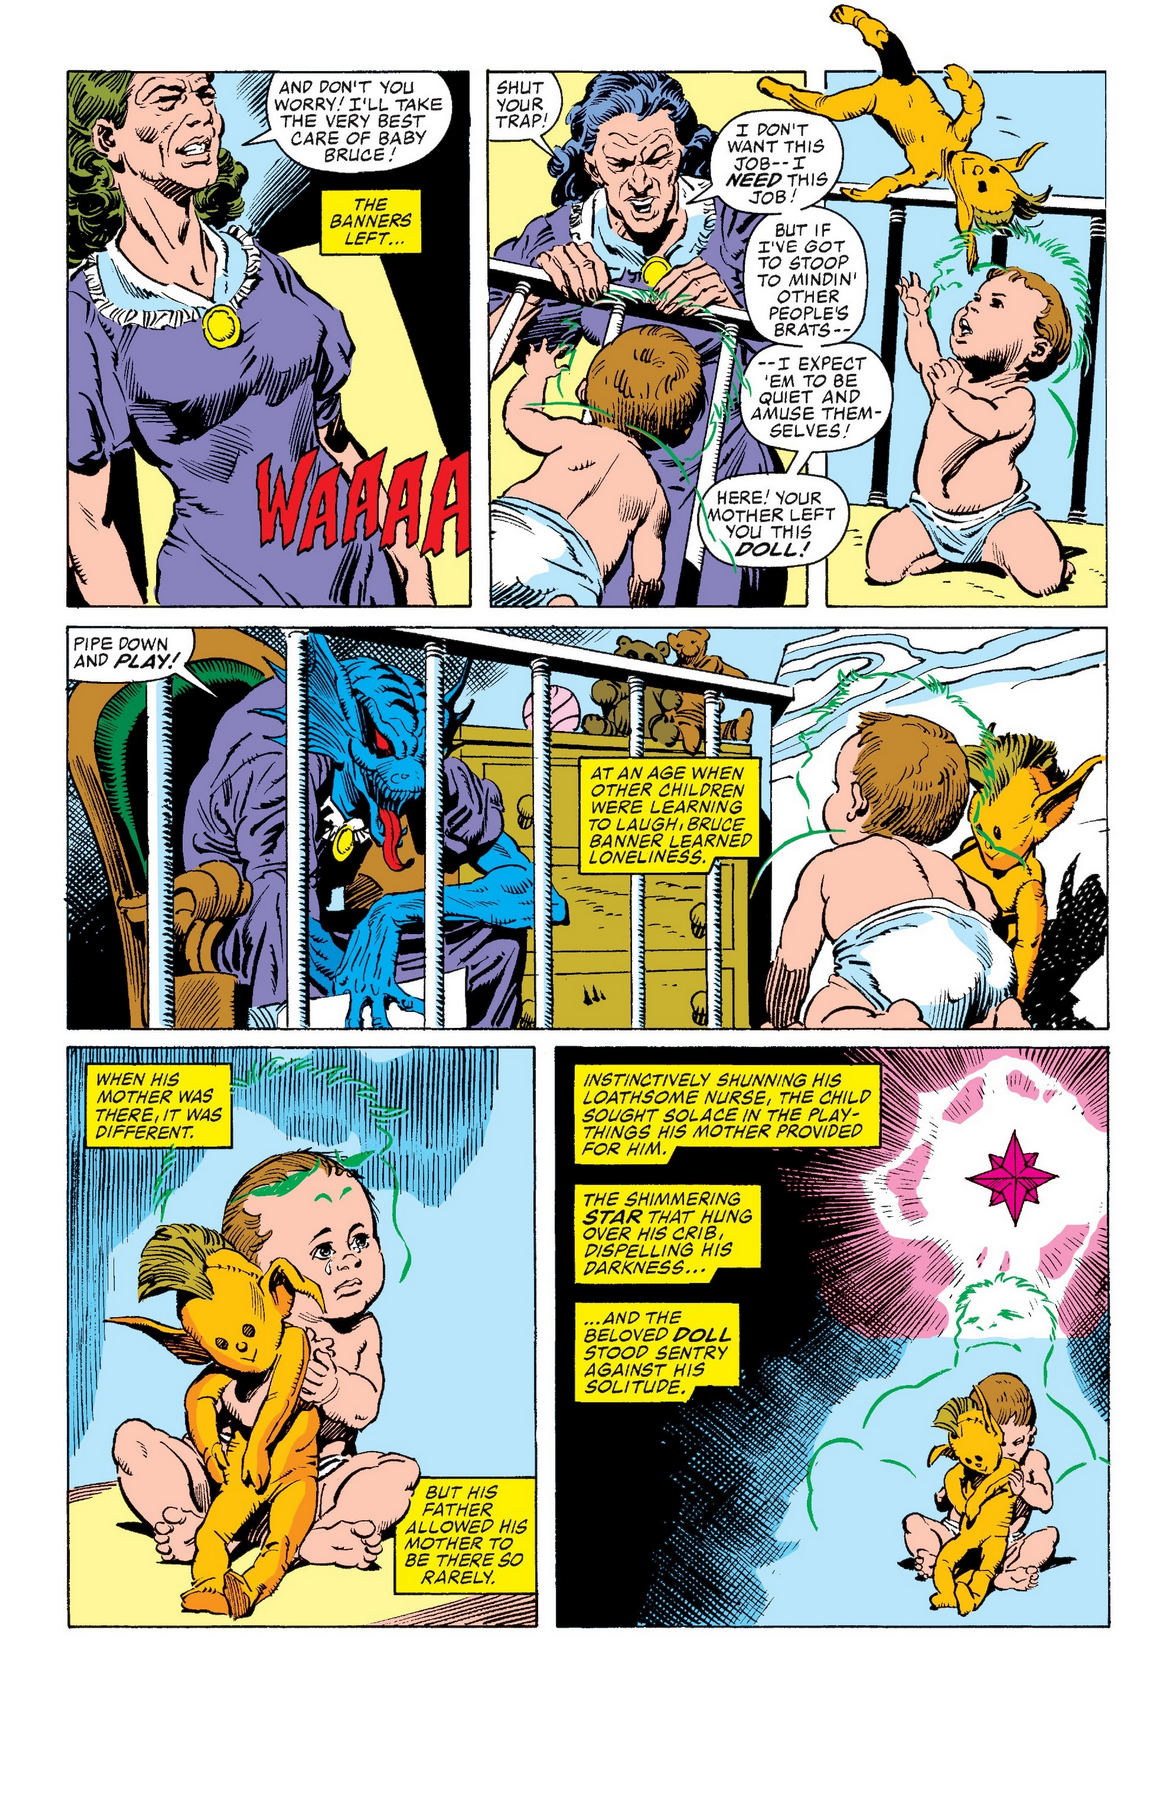 AND DON'T YOU
WORRY! I'LL TAKE
THE VERY BEST
CARE OF BABY
BRUCE!
THE
BANNERS
LEFT...
WAAAA
SHUT
YOUR
TRAP!
I DON'T
WANT THIS
JOB--I
NEED THIS
JOB!
BUT IF
I'VE GOT
TO STOOP
TO MINDIN'
OTHER
PEOPLE'S
BRATS--
--I EXPECT
'EM TO BE
QUIET AND
AMUSE THEM-
SELVES!
HERE! YOUR
MOTHER LEFT
YOU THIS
DOLL!
PIPE DOWN
AND PLAY!
AT AN AGE WHEN
OTHER CHILDREN
WERE LEARNING
TO LAUGH, BRUCE
BANNER LEARNED
LONELINESS.
WHEN HIS
MOTHER WAS
THERE, IT WAS
DIFFERENT.
BUT HIS
FATHER
ALLOWED HIS
MOTHER TO
BE THERE SO
RARELY.
INSTINCTIVELY SHUNNING HIS
LOATHSOME NURSE, THE CHILD
SOUGHT SOLACE IN THE PLAY-
THINGS HIS MOTHER PROVIDED
FOR HIM.
THE SHIMMERING
STAR THAT HUNG
OVER HIS CRIB,
DISPELLING HIS
DARKNESS...
...AND THE
BELOVED DOLL
STOOD SENTRY
AGAINST HIS
SOLITUDE.